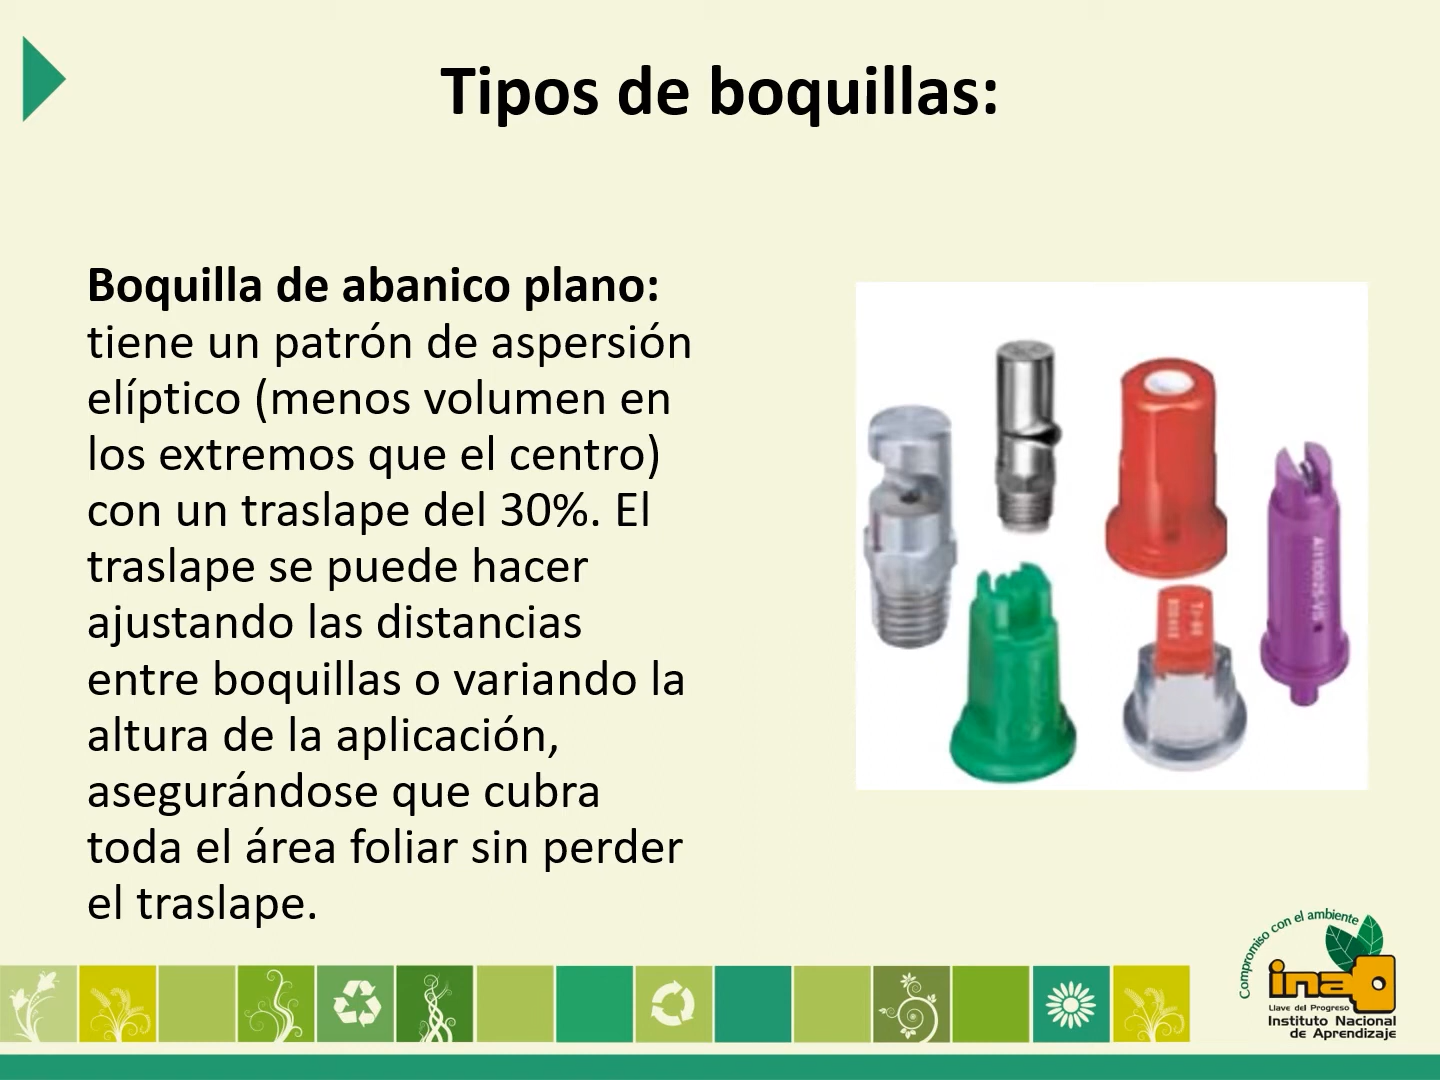 Tipos de boquillas:
Boquilla de abanico plano:
tiene un patrón de aspersión
elíptico (menos volumen en
los extremos que el centro)
con un traslape del 30%. El
traslape se puede hacer
ajustando las distancias
entre boquillas o variando la
altura de la aplicación,
asegurándose que cubra
toda el área foliar sin perder
el traslape.
AI110025-VS
Compromiso con el ambiente
ina
Llave del Progreso
Instituto Nacional
de Aprendizaje